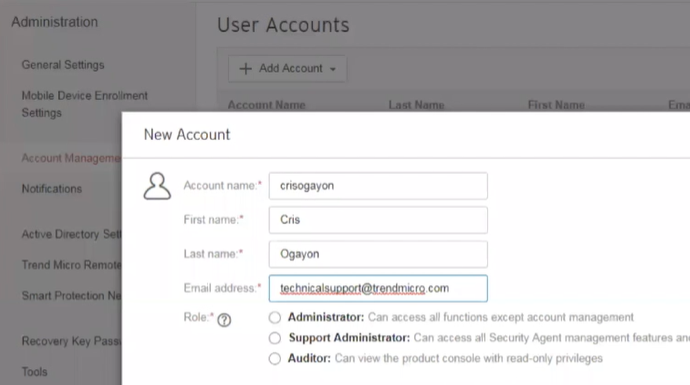 Administration
User Accounts
General Settings
+ Add Account
Mobile Device Enrollment
Settings
Account Name Last Name First Name Ema
New Account
Account Manageme
Account name:* crisogayon
Notifications
First name:* Cris
Active Directory Sett
Last name:* Ogayon
Trend Micro Remote
Email address:* technicalsupport@trendmicro.com
Smart Protection Ne
Role:* ? Administrator: Can access all functions except account management
Support Administrator: Can access all Security Agent management features an
Recovery Key Pass
Auditor: Can view the product console with read-only privileges
Tools